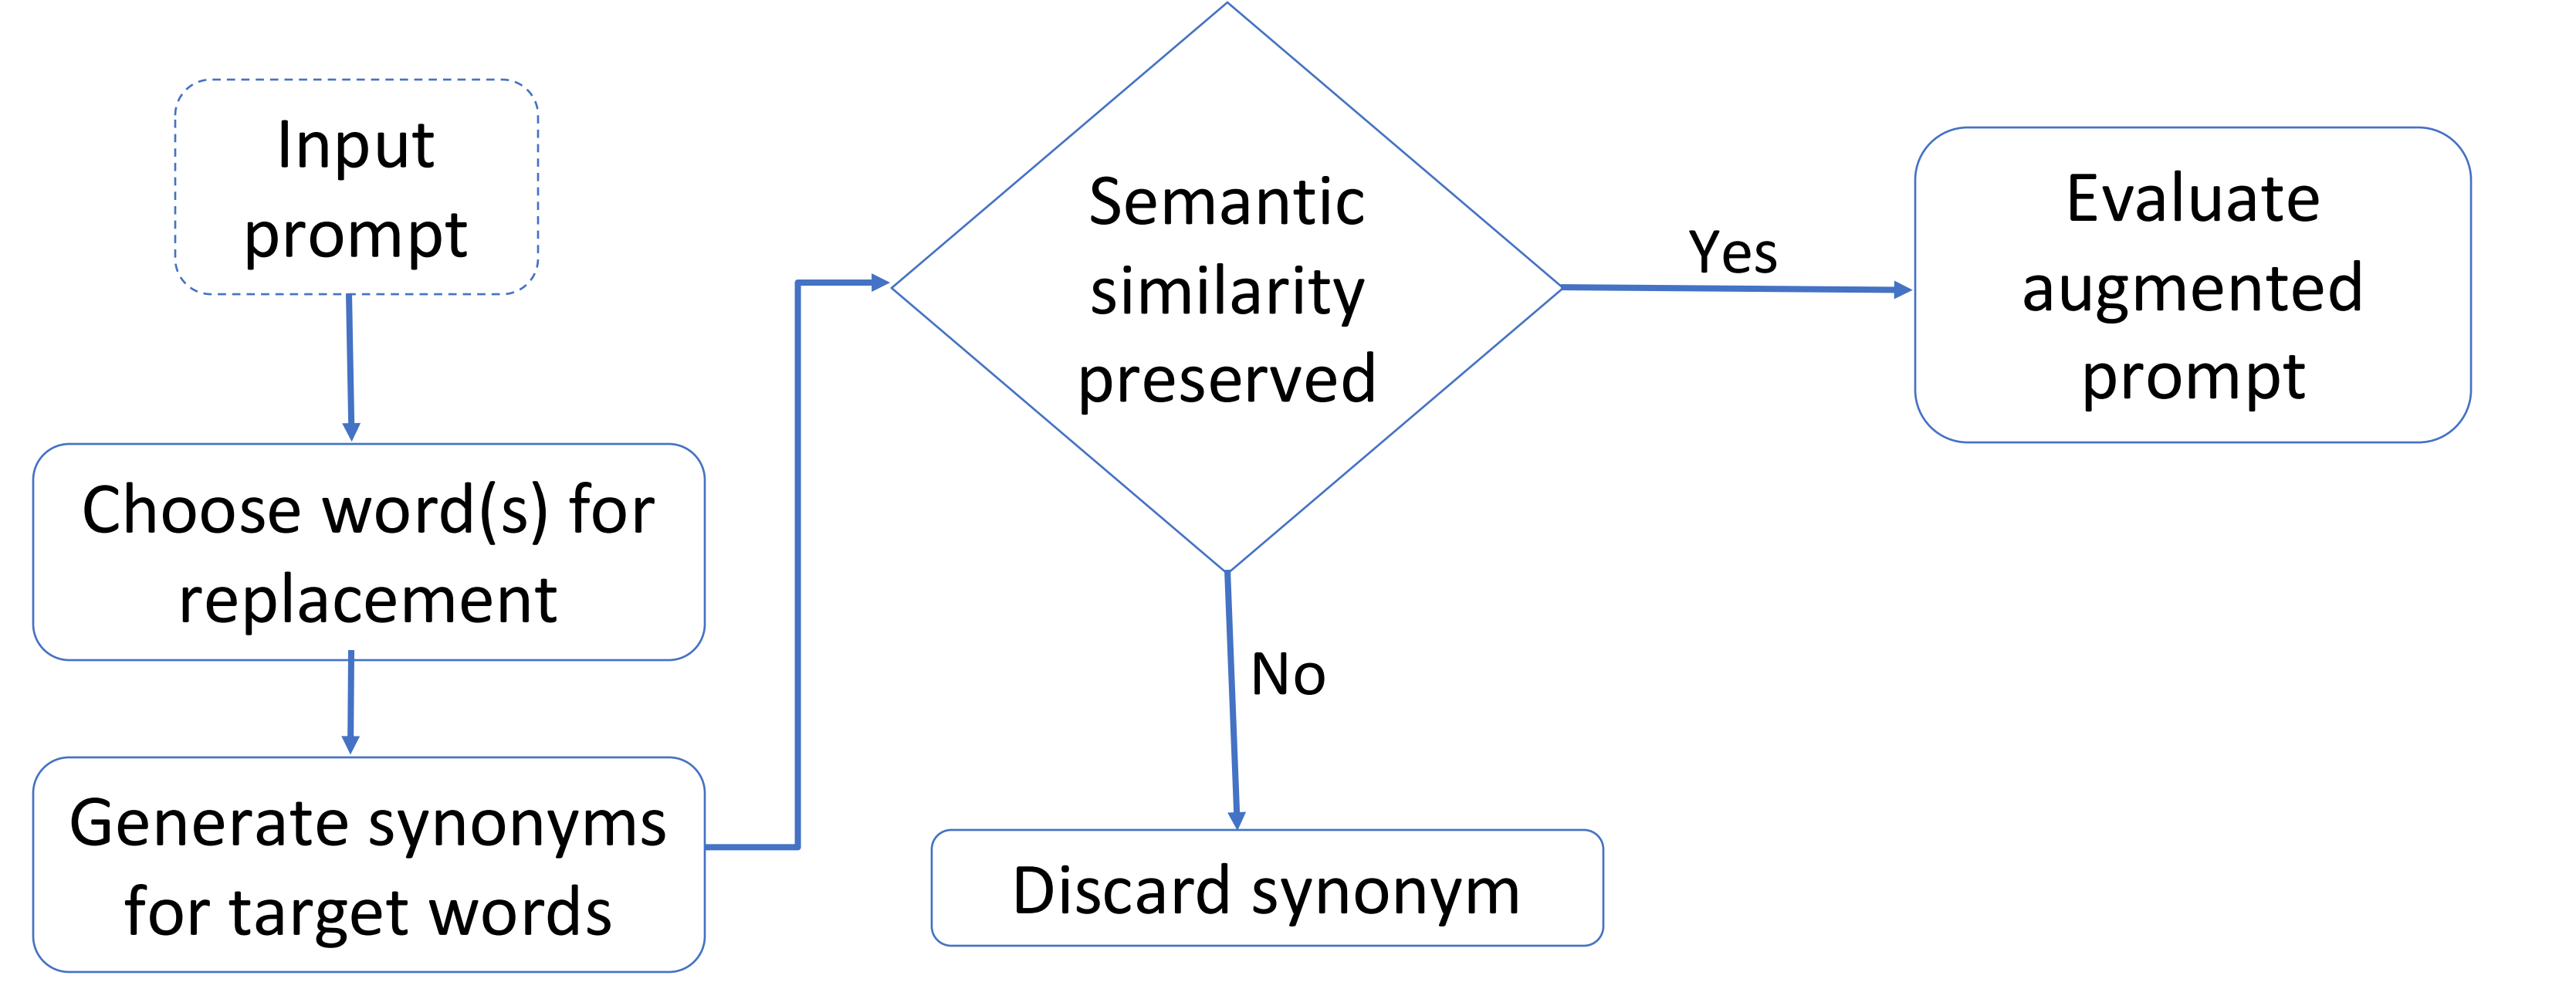 Input
prompt
Choose word(s) for
replacement
Generate synonyms
for target words
Semantic
similarity
preserved
Yes
Evaluate
augmented
prompt
No
Discard synonym